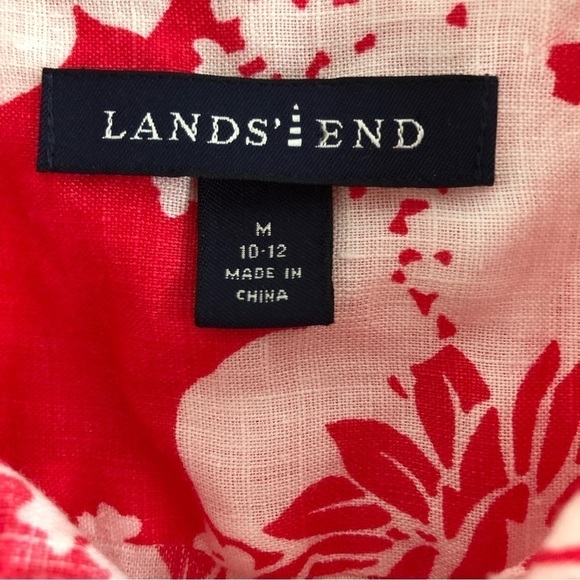 LANDS' END
M
10-12
MADE IN
CHINA